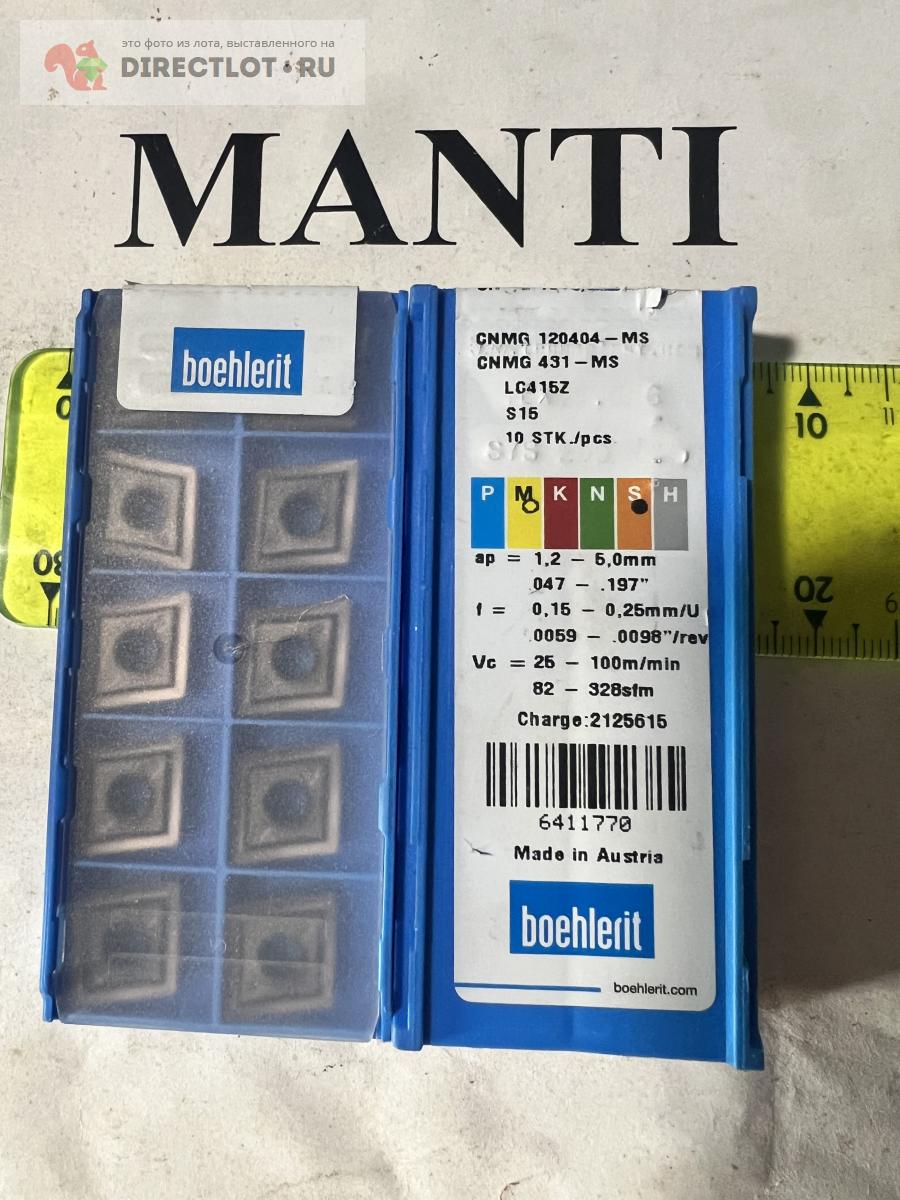 это фото из лота, выставленного на
DIRECTLOT.RU
MANTI
boehlerit
CNMG 120404-MS
CNMG 431-MS
LC415Z
S15
10 STK./pcs
P M K N S H
ap = 1,2 - 5,0mm
.047 - .197"
f = 0,15 - 0,25mm/U
.0059 - .0098"/rev
Vc = 25 - 100m/min
82 - 328sfm
Charge:2125615
6411770
Made in Austria
boehlerit
boehlerit.com
10
20